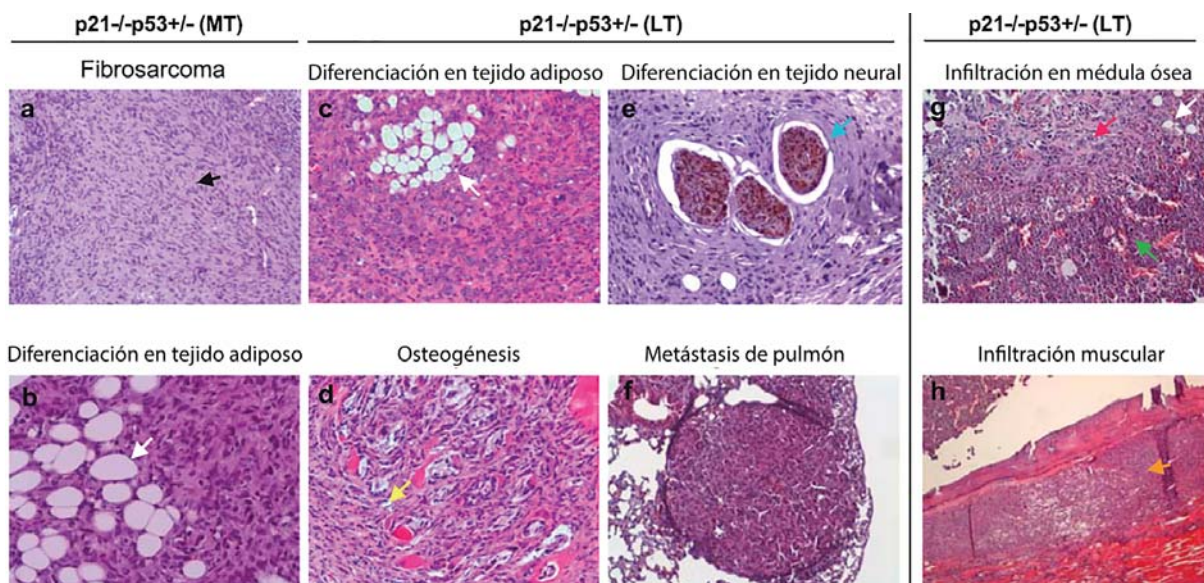 p21-/-p53+/- (MT)
p21-/-p53+/- (LT)
p21-/-p53+/- (LT)
Fibrosarcoma
Diferenciación en tejido adiposo
Diferenciación en tejido neural
Infiltración en médula ósea
a
c
e
g
Diferenciación en tejido adiposo
Osteogénesis
Metástasis de pulmón
Infiltración muscular
b
d
f
h